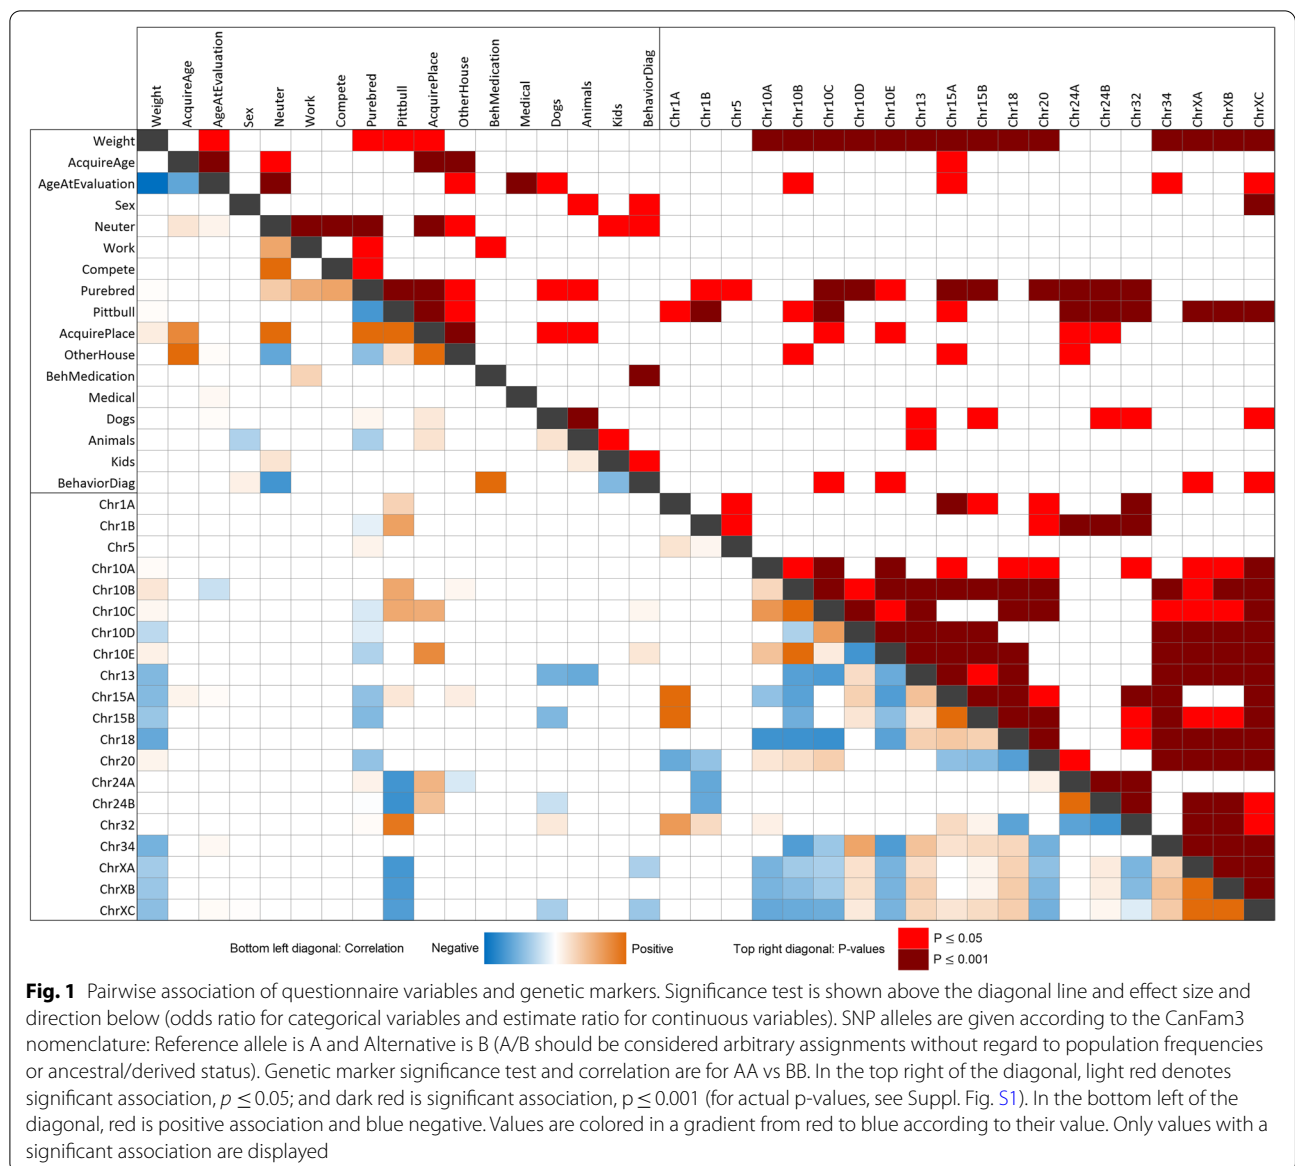 Weight
AcquireAge
AgeAtEvaluation
Sex
Neuter
Work
Compete
Purebred
Pittbull
AcquirePlace
OtherHouse
BehMedication
Medical
Dogs
Animals
Kids
BehaviorDiag
Chr1A
Chr1B
Chr5
Chr10A
Chr10B
Chr10C
Chr10D
Chr10E
Chr13
Chr15A
Chr15B
Chr18
Chr20
Chr24A
Chr24B
Chr32
Chr34
ChrXA
ChrXB
ChrXC
Weight
AcquireAge
AgeAtEvaluation
Sex
Neuter
Work
Compete
Purebred
Pittbull
AcquirePlace
OtherHouse
BehMedication
Medical
Dogs
Animals
Kids
BehaviorDiag
Chr1A
Chr1B
Chr5
Chr10A
Chr10B
Chr10C
Chr10D
Chr10E
Chr13
Chr15A
Chr15B
Chr18
Chr20
Chr24A
Chr24B
Chr32
Chr34
ChrXA
ChrXB
ChrXC
Bottom left diagonal: Correlation Negative Positive Top right diagonal: P-values
P ≤ 0.05
P ≤ 0.001
Fig. 1 Pairwise association of questionnaire variables and genetic markers. Significance test is shown above the diagonal line and effect size and
direction below (odds ratio for categorical variables and estimate ratio for continuous variables). SNP alleles are given according to the CanFam3
nomenclature: Reference allele is A and Alternative is B (A/B should be considered arbitrary assignments without regard to population frequencies
or ancestral/derived status). Genetic marker significance test and correlation are for AA vs BB. In the top right of the diagonal, light red denotes
significant association, p ≤ 0.05; and dark red is significant association, p ≤ 0.001 (for actual p-values, see Suppl. Fig. S1). In the bottom left of the
diagonal, red is positive association and blue negative. Values are colored in a gradient from red to blue according to their value. Only values with a
significant association are displayed